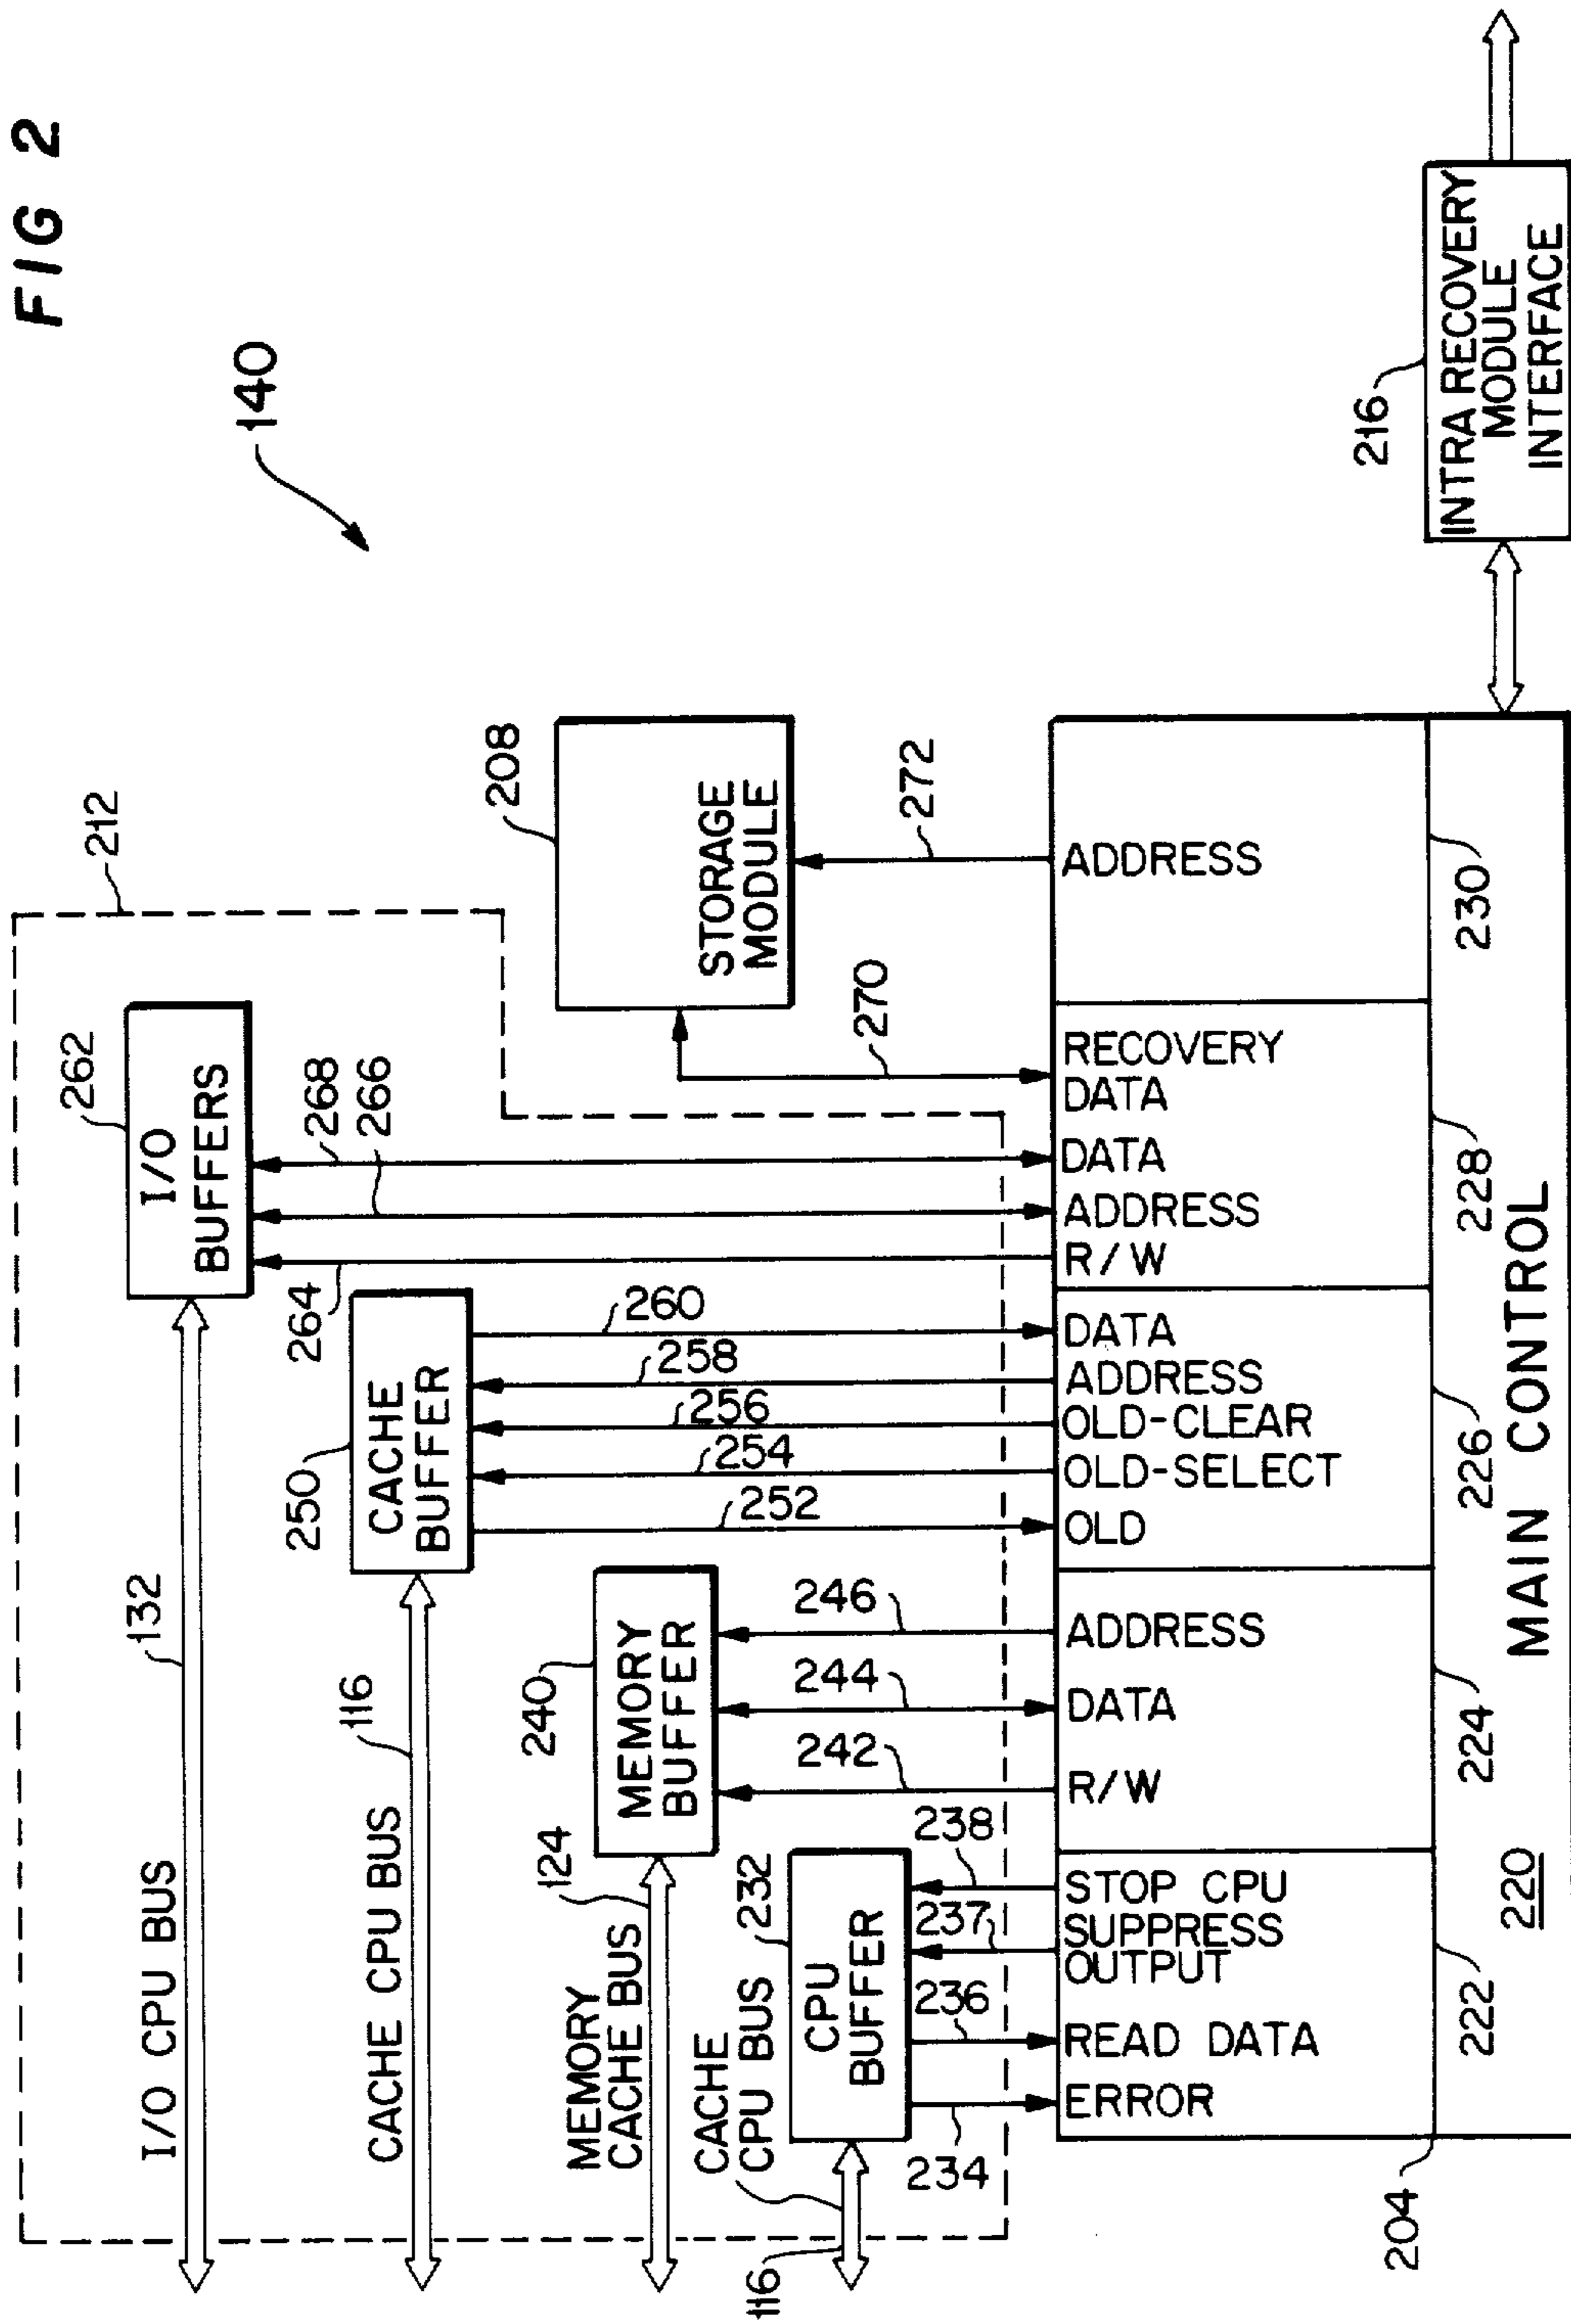 FIG 2
140
212
I/O CPU BUS
132
262
I/O
BUFFERS
268
266
264
CACHE CPU BUS
116
250
CACHE
BUFFER
260
258
256
254
252
208
STORAGE
MODULE
270
272
MEMORY
CACHE BUS
124
240
MEMORY
BUFFER
246
244
242
CACHE
CPU BUS
116
232
CPU
BUFFER
238
237
236
234
ERROR
READ DATA
SUPPRESS
OUTPUT
STOP CPU
R/W
DATA
ADDRESS
OLD
OLD-SELECT
OLD-CLEAR
ADDRESS
DATA
R/W
ADDRESS
DATA
RECOVERY
DATA
ADDRESS
204
222
224
226
228
230
220
MAIN CONTROL
216
INTRA RECOVERY
MODULE
INTERFACE